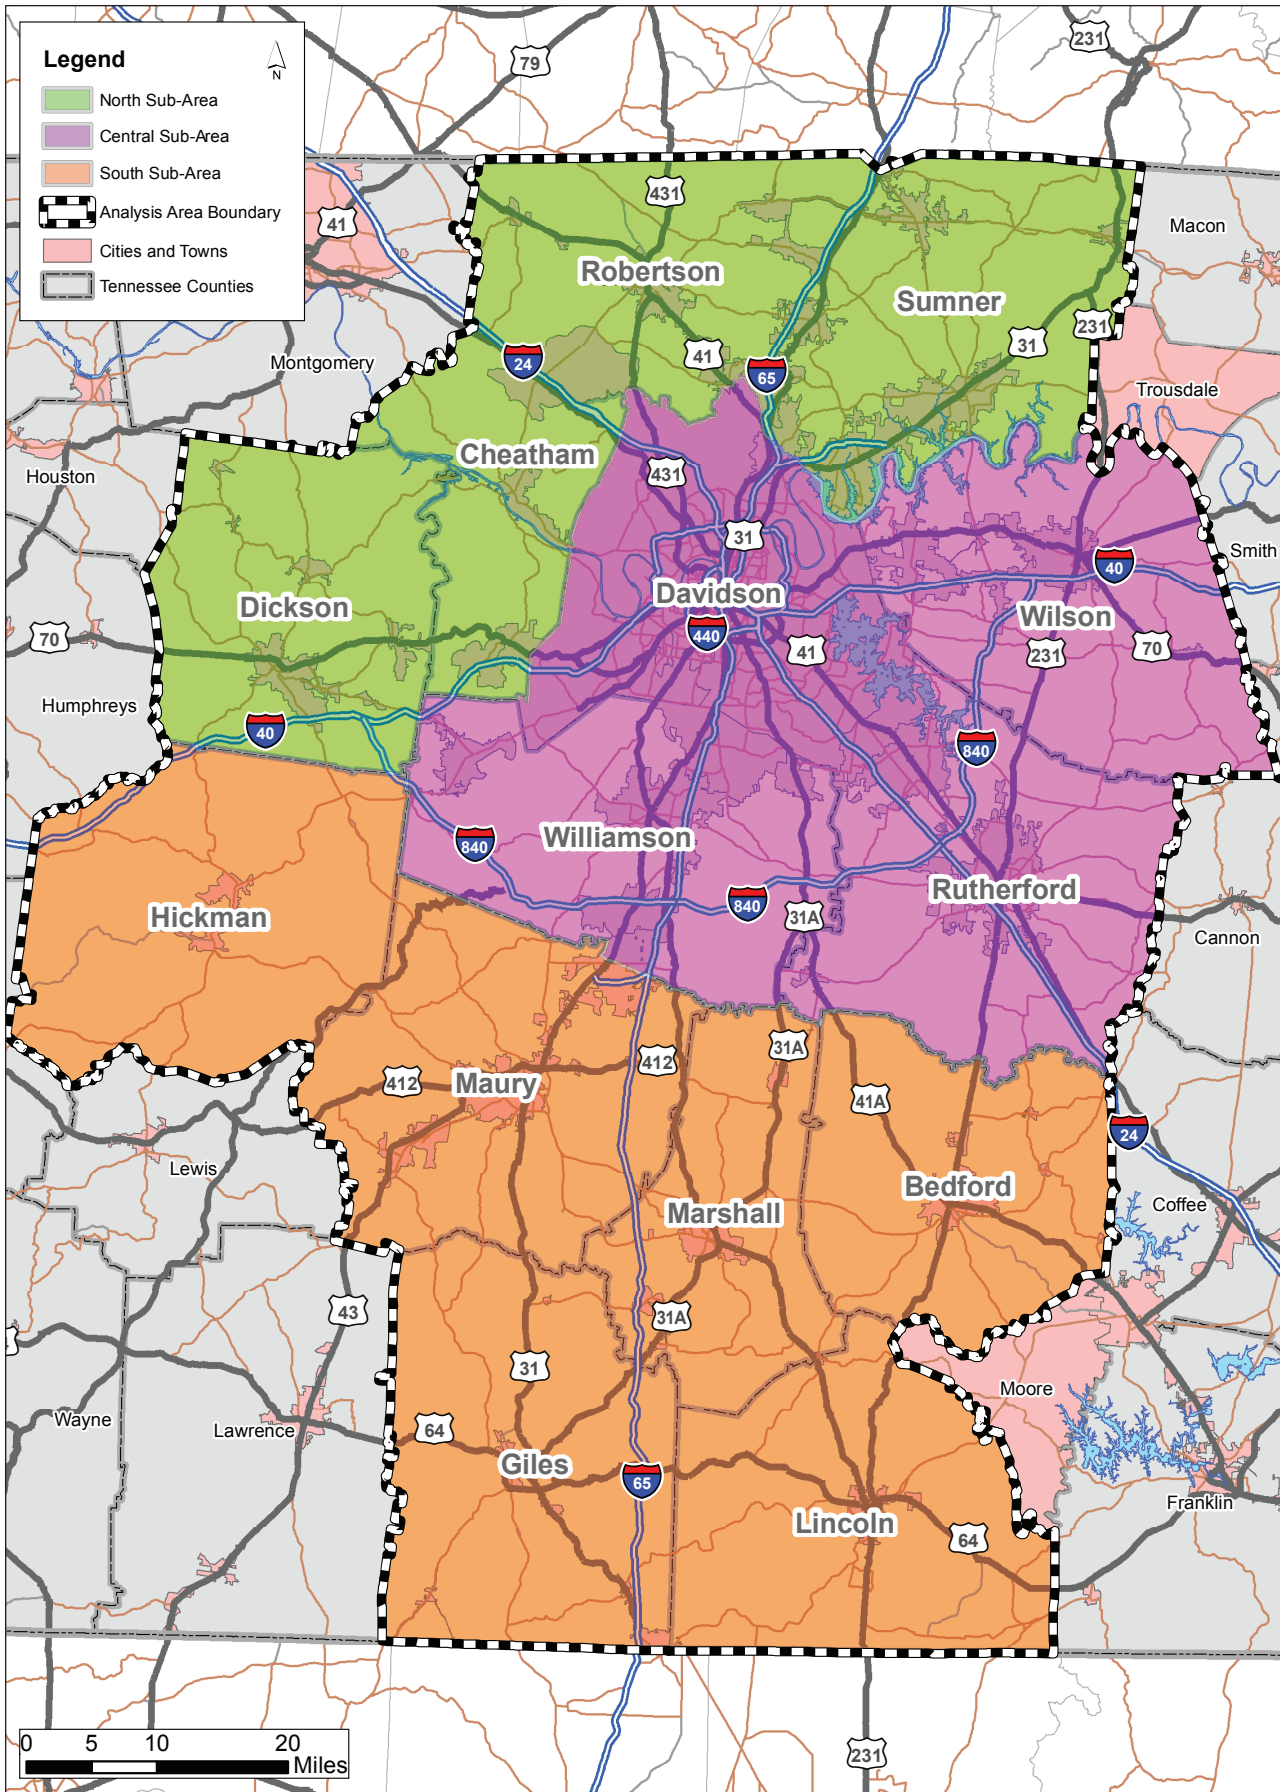 Legend
N
North Sub-Area
Central Sub-Area
South Sub-Area
Analysis Area Boundary
Cities and Towns
Tennessee Counties
79
231
41
431
Macon
Robertson
Sumner
231
31
41
24
65
Montgomery
Trousdale
Cheatham
431
Houston
31
Smith
40
Davidson
Dickson
Wilson
440
70
41
231
70
Humphreys
40
840
840
Williamson
Rutherford
840
31A
Hickman
Cannon
31A
412
412
Maury
41A
24
Lewis
Bedford
Coffee
Marshall
43
31A
31
Moore
Wayne
Lawrence
64
Giles
65
Franklin
Lincoln
64
0 5 10 20
Miles
231